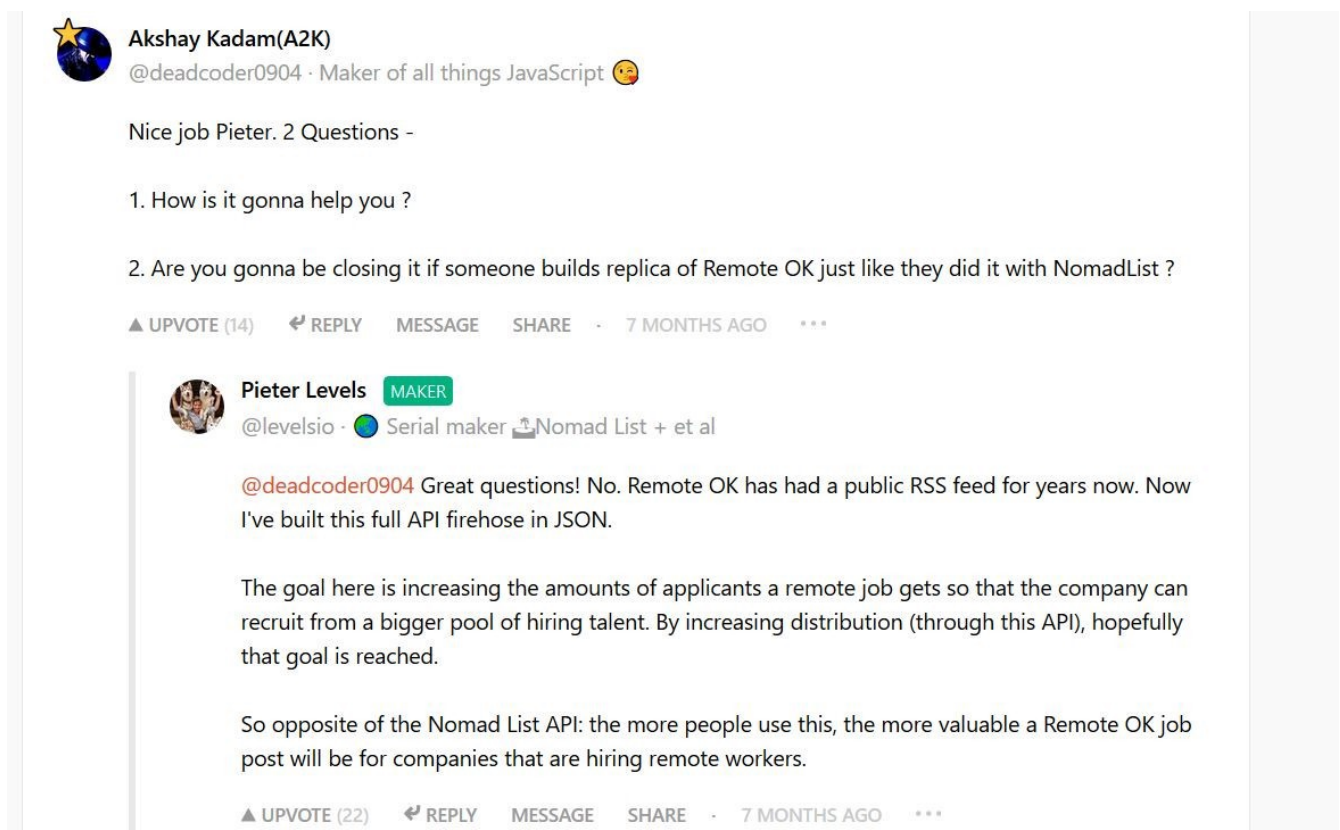 Akshay Kadam(A2K)
@deadcoder0904 · Maker of all things JavaScript 😘
Nice job Pieter. 2 Questions -
1. How is it gonna help you ?
2. Are you gonna be closing it if someone builds replica of Remote OK just like they did it with NomadList ?
▲ UPVOTE (14) REPLY MESSAGE SHARE · 7 MONTHS AGO ···
Pieter Levels MAKER
@levelsio · 🌏 Serial maker 🏝Nomad List + et al
@deadcoder0904 Great questions! No. Remote OK has had a public RSS feed for years now. Now
I've built this full API firehose in JSON.
The goal here is increasing the amounts of applicants a remote job gets so that the company can
recruit from a bigger pool of hiring talent. By increasing distribution (through this API), hopefully
that goal is reached.
So opposite of the Nomad List API: the more people use this, the more valuable a Remote OK job
post will be for companies that are hiring remote workers.
▲ UPVOTE (22) REPLY MESSAGE SHARE · 7 MONTHS AGO ···